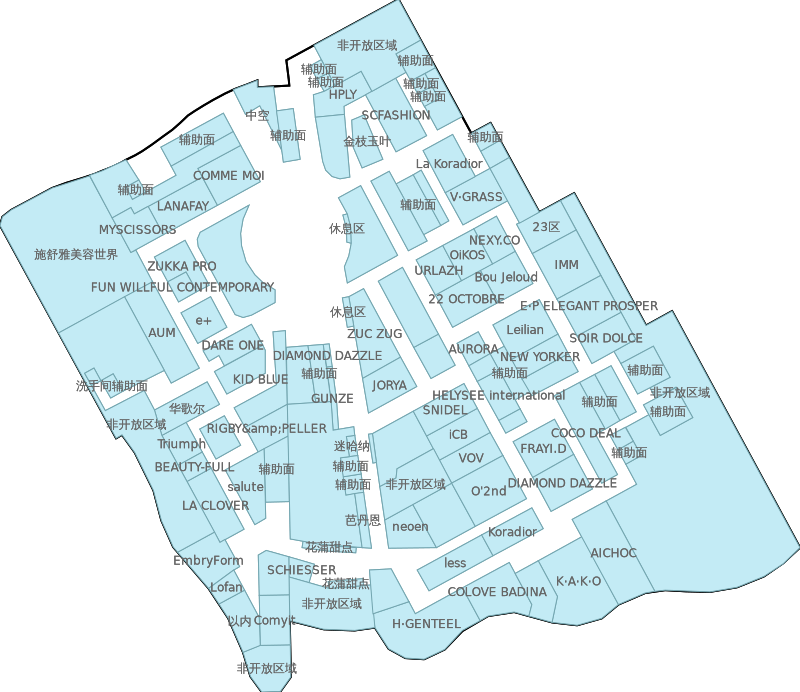 非开放区域
辅助面
辅助面
辅助面
HPLY
辅助面
辅助面
中空
SCFASHION
辅助面
辅助面
金枝玉叶
辅助面
La Koradior
COMME MOI
辅助面
V·GRASS
LANAFAY
辅助面
MYSCISSORS
休息区
23区
NEXY.CO
施舒雅美容世界
OiKOS
ZUKKA PRO
URLAZH
IMM
Bou Jeloud
FUN WILLFUL CONTEMPORARY
22 OCTOBRE
E·P ELEGANT PROSPER
休息区
e+
AUM
ZUC ZUG
Leilian
SOIR DOLCE
DARE ONE
AURORA
DIAMOND DAZZLE
NEW YORKER
辅助面
辅助面
辅助面
KID BLUE
洗手间辅助面
JORYA
非开放区域
GUNZE
HELYSEE international
辅助面
华歌尔
SNIDEL
辅助面
非开放区域
RIGBY&amp;PELLER
iCB
COCO DEAL
Triumph
迷哈纳
FRAYI.D
辅助面
VOV
BEAUTY-FULL
辅助面
辅助面
salute
辅助面
非开放区域
O'2nd
DIAMOND DAZZLE
LA CLOVER
芭丹恩
neoen
Koradior
花蒲甜点
AICHOC
EmbryForm
less
SCHIESSER
K·A·K·O
Lofan
花蒲甜点
COLOVE BADINA
非开放区域
以内
Comyit
H·GENTEEL
非开放区域